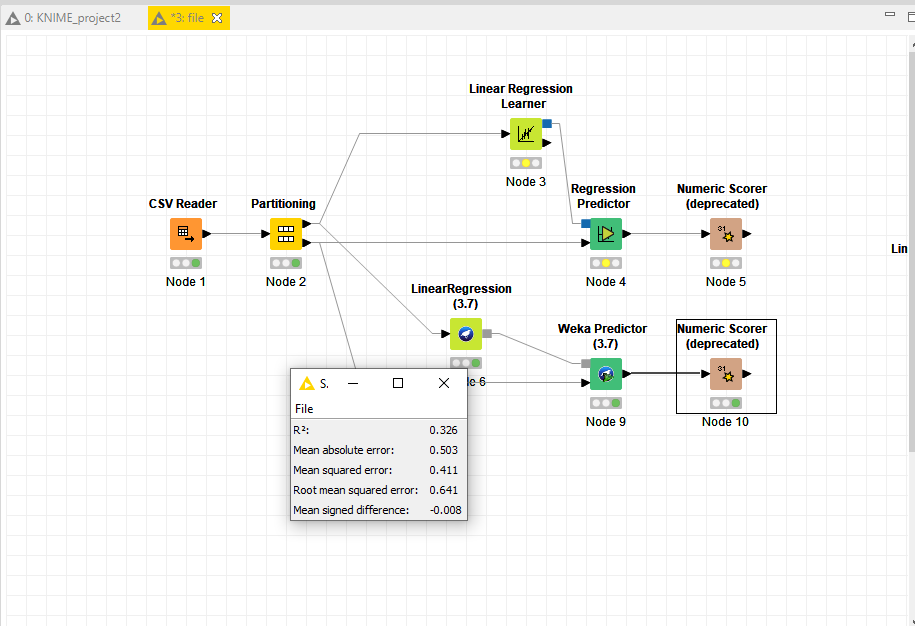 0: KNIME_project2
*3: file
Linear Regression
Learner
Node 3
CSV Reader
Partitioning
Regression
Predictor
Numeric Scorer
(deprecated)
31
Lin
Node 1
Node 2
Node 4
Node 5
LinearRegression
(3.7)
Weka Predictor
(3.7)
Numeric Scorer
(deprecated)
31
de 6
Node 9
Node 10
S.
File
R²:
0.326
Mean absolute error:
0.503
Mean squared error:
0.411
Root mean squared error:
0.641
Mean signed difference:
-0.008